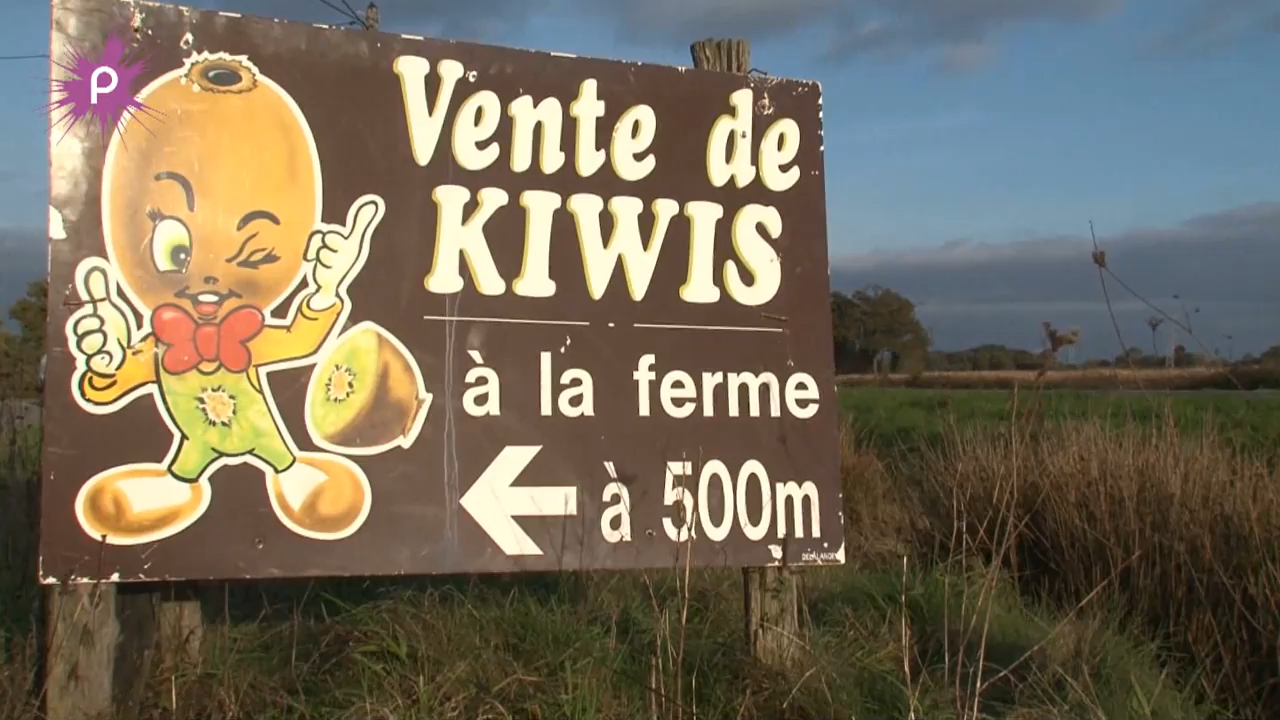 P
Vente de
KIWIS
à la ferme
à 500m